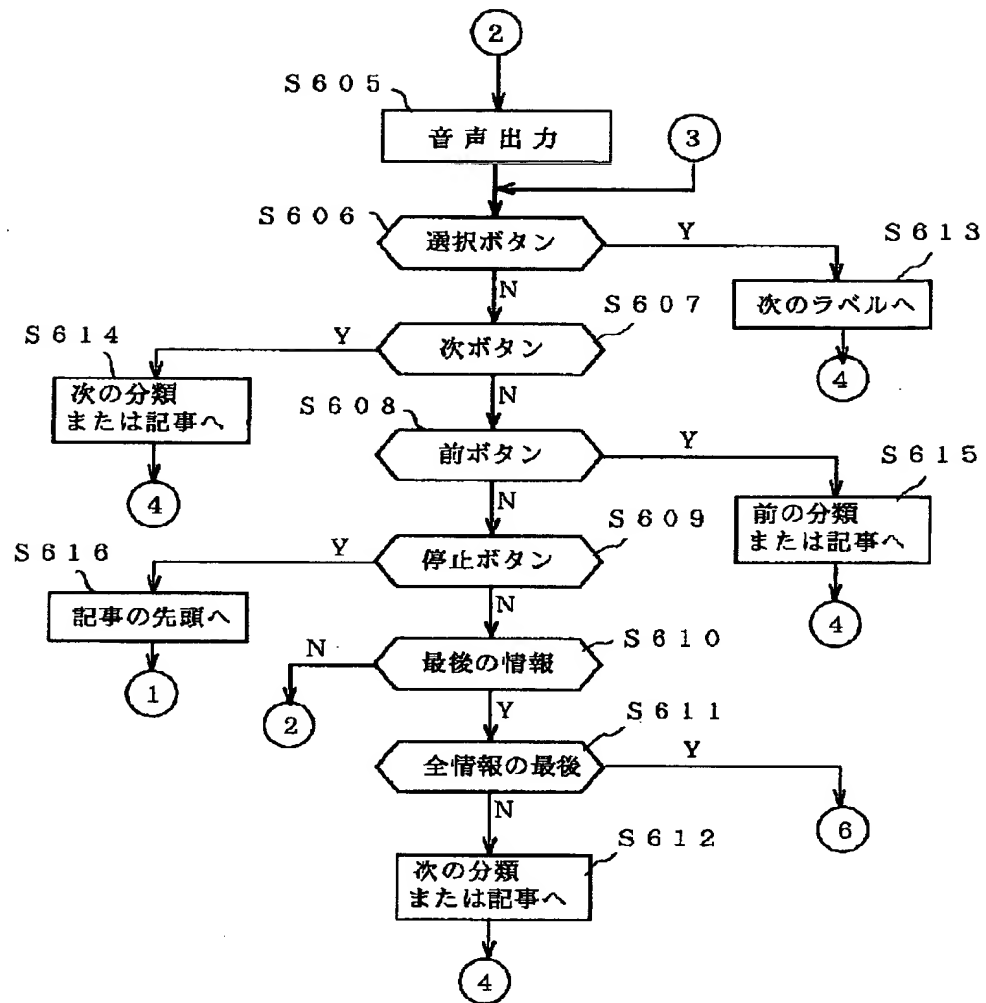 ②
S605
音声出力
③
S606
選択ボタン
Y
S613
N
次のラベルへ
S607
④
S614
Y
次ボタン
次の分類
または記事へ
N
S608
④
前ボタン
Y
S615
N
前の分類
または記事へ
S609
④
S616
Y
停止ボタン
記事の先頭へ
N
S610
①
N
最後の情報
②
Y
S611
全情報の最後
Y
N
⑥
S612
次の分類
または記事へ
④